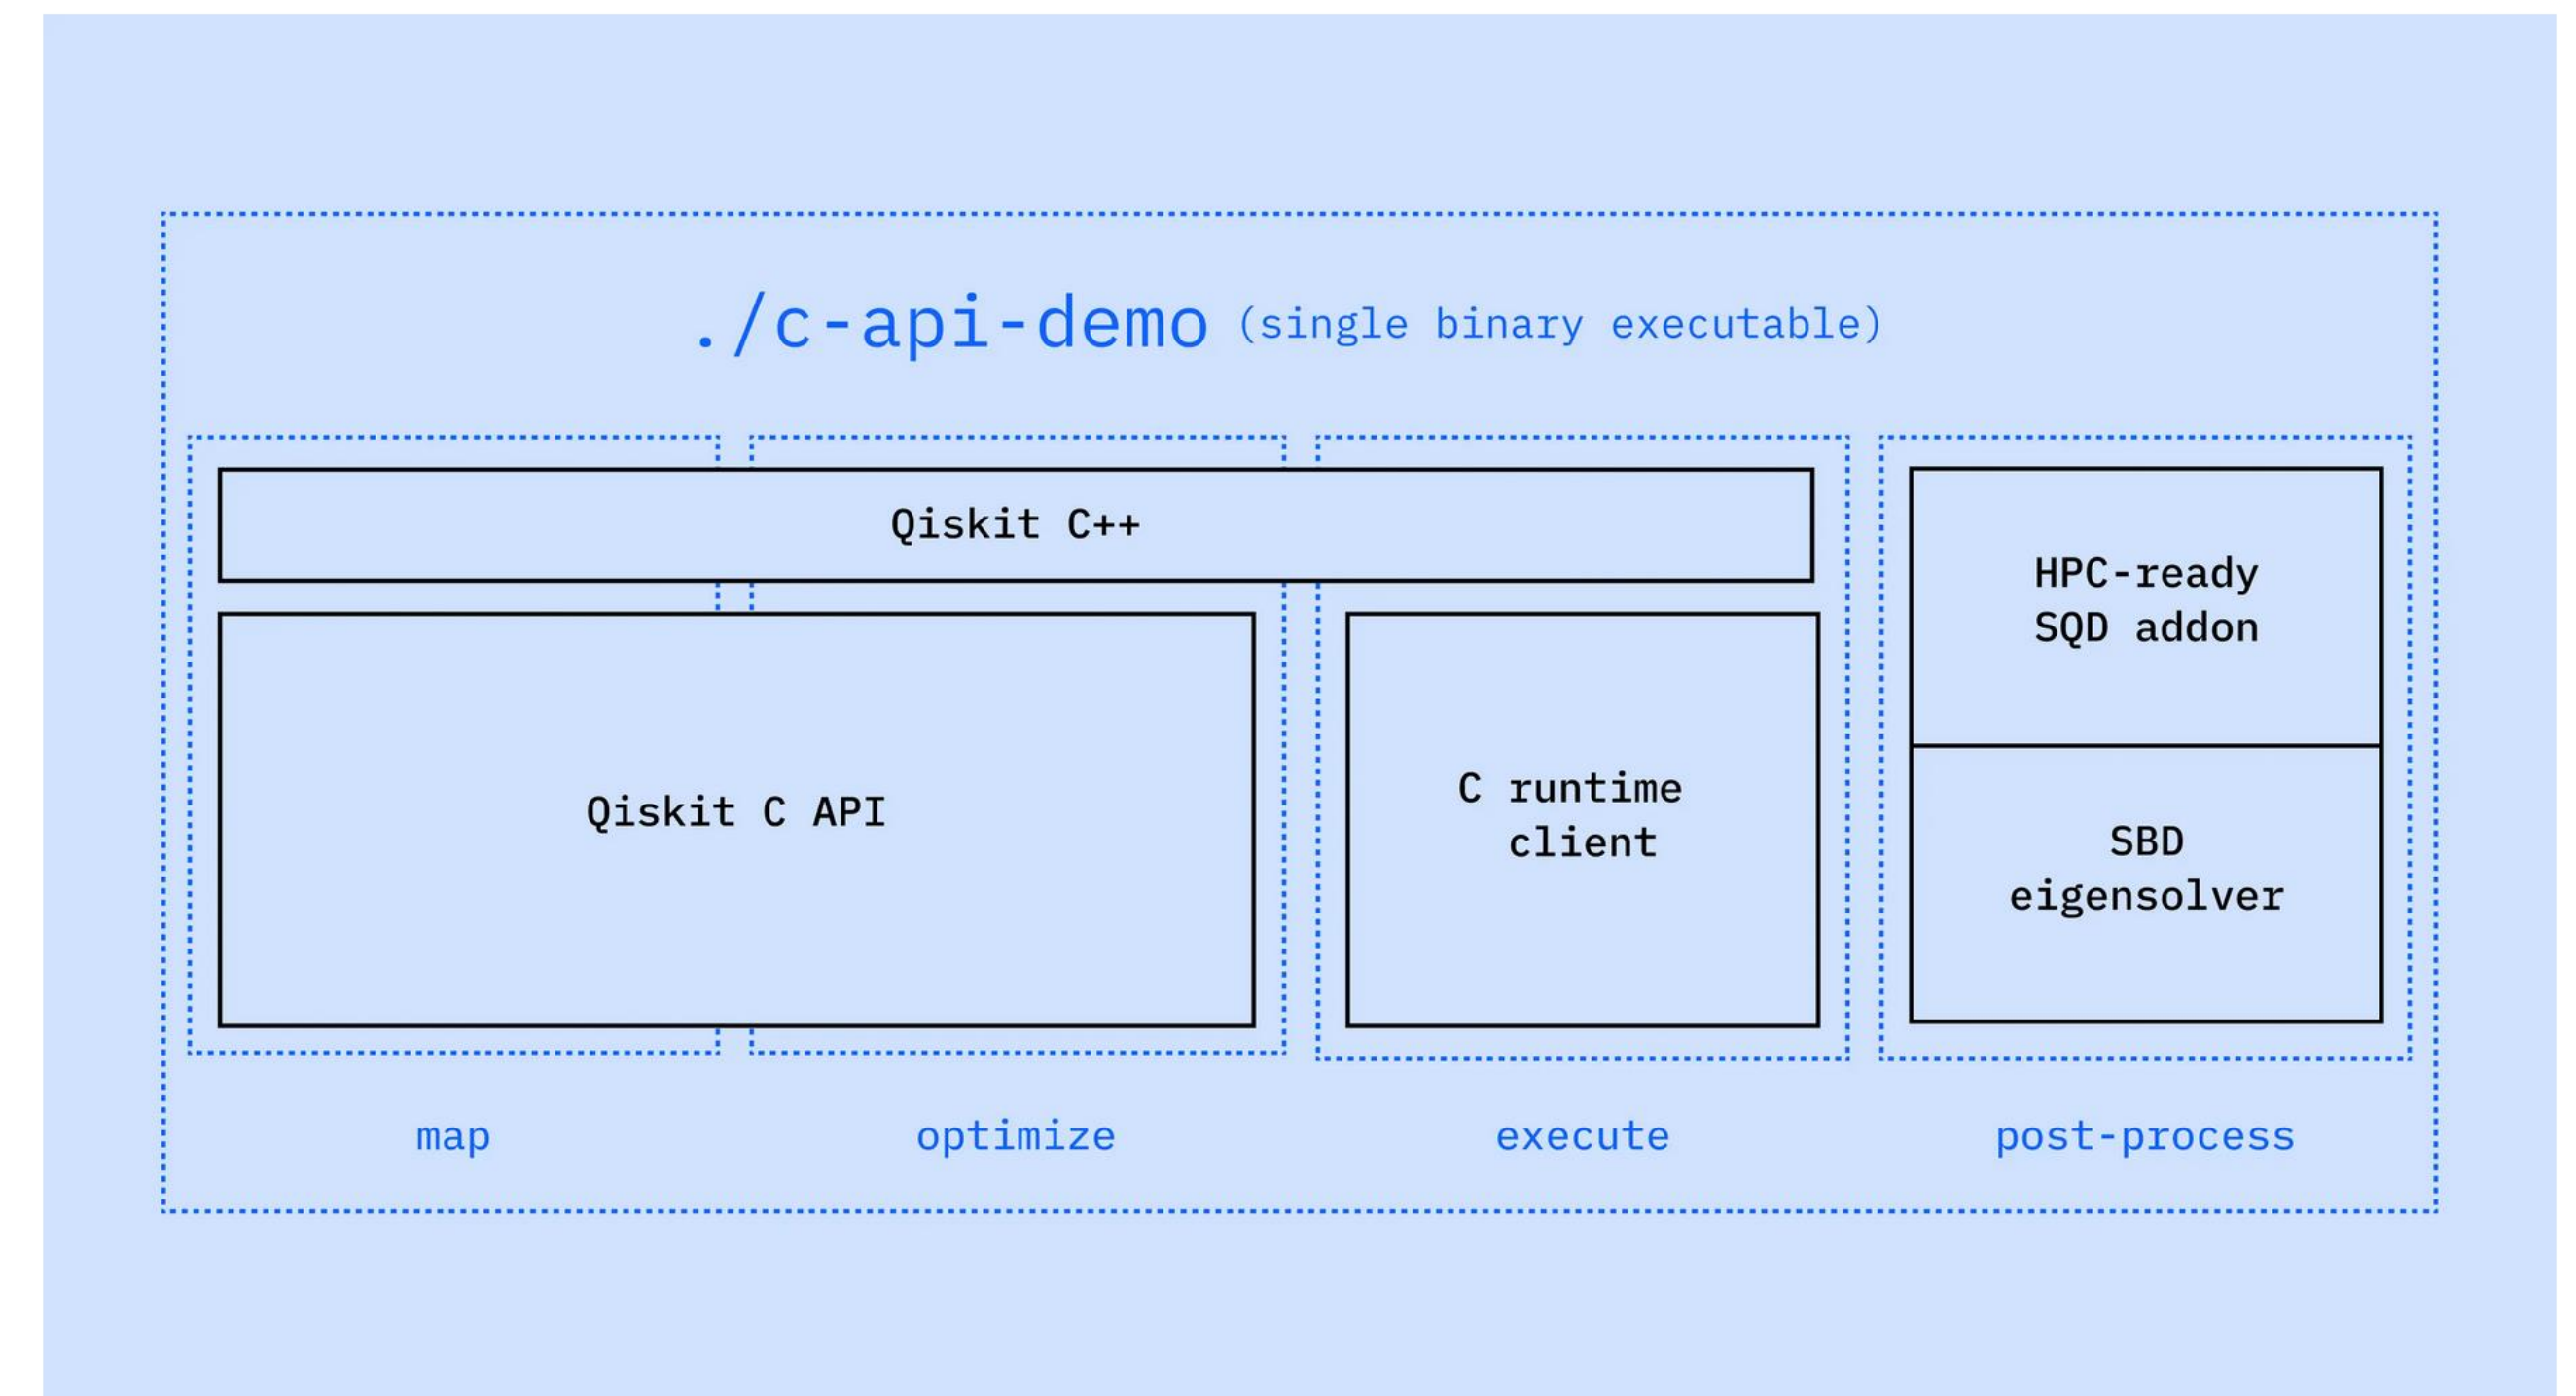 ./c-api-demo (single binary executable)
Qiskit C++
Qiskit C API
C runtime
client
HPC-ready
SQD addon
SBD
eigensolver
map
optimize
execute
post-process